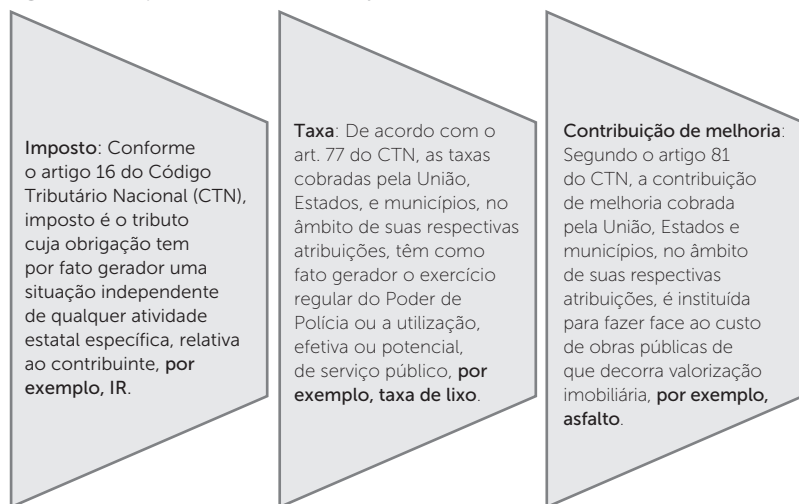 Imposto: Conforme
o artigo 16 do Código
Tributário Nacional (CTN),
imposto é o tributo
cuja obrigação tem
por fato gerador uma
situação independente
de qualquer atividade
estatal específica, relativa
ao contribuinte, por
exemplo, IR.
Taxa: De acordo com o
art. 77 do CTN, as taxas
cobradas pela União,
Estados, e municípios, no
âmbito de suas respectivas
atribuições, têm como
fato gerador o exercício
regular do Poder de
Polícia ou a utilização,
efetiva ou potencial,
de serviço público, por
exemplo, taxa de lixo.
Contribuição de melhoria:
Segundo o artigo 81
do CTN, a contribuição
de melhoria cobrada
pela União, Estados e
municípios, no âmbito
de suas respectivas
atribuições, é instituída
para fazer face ao custo
de obras públicas de
que decorra valorização
imobiliária, por exemplo,
asfalto.